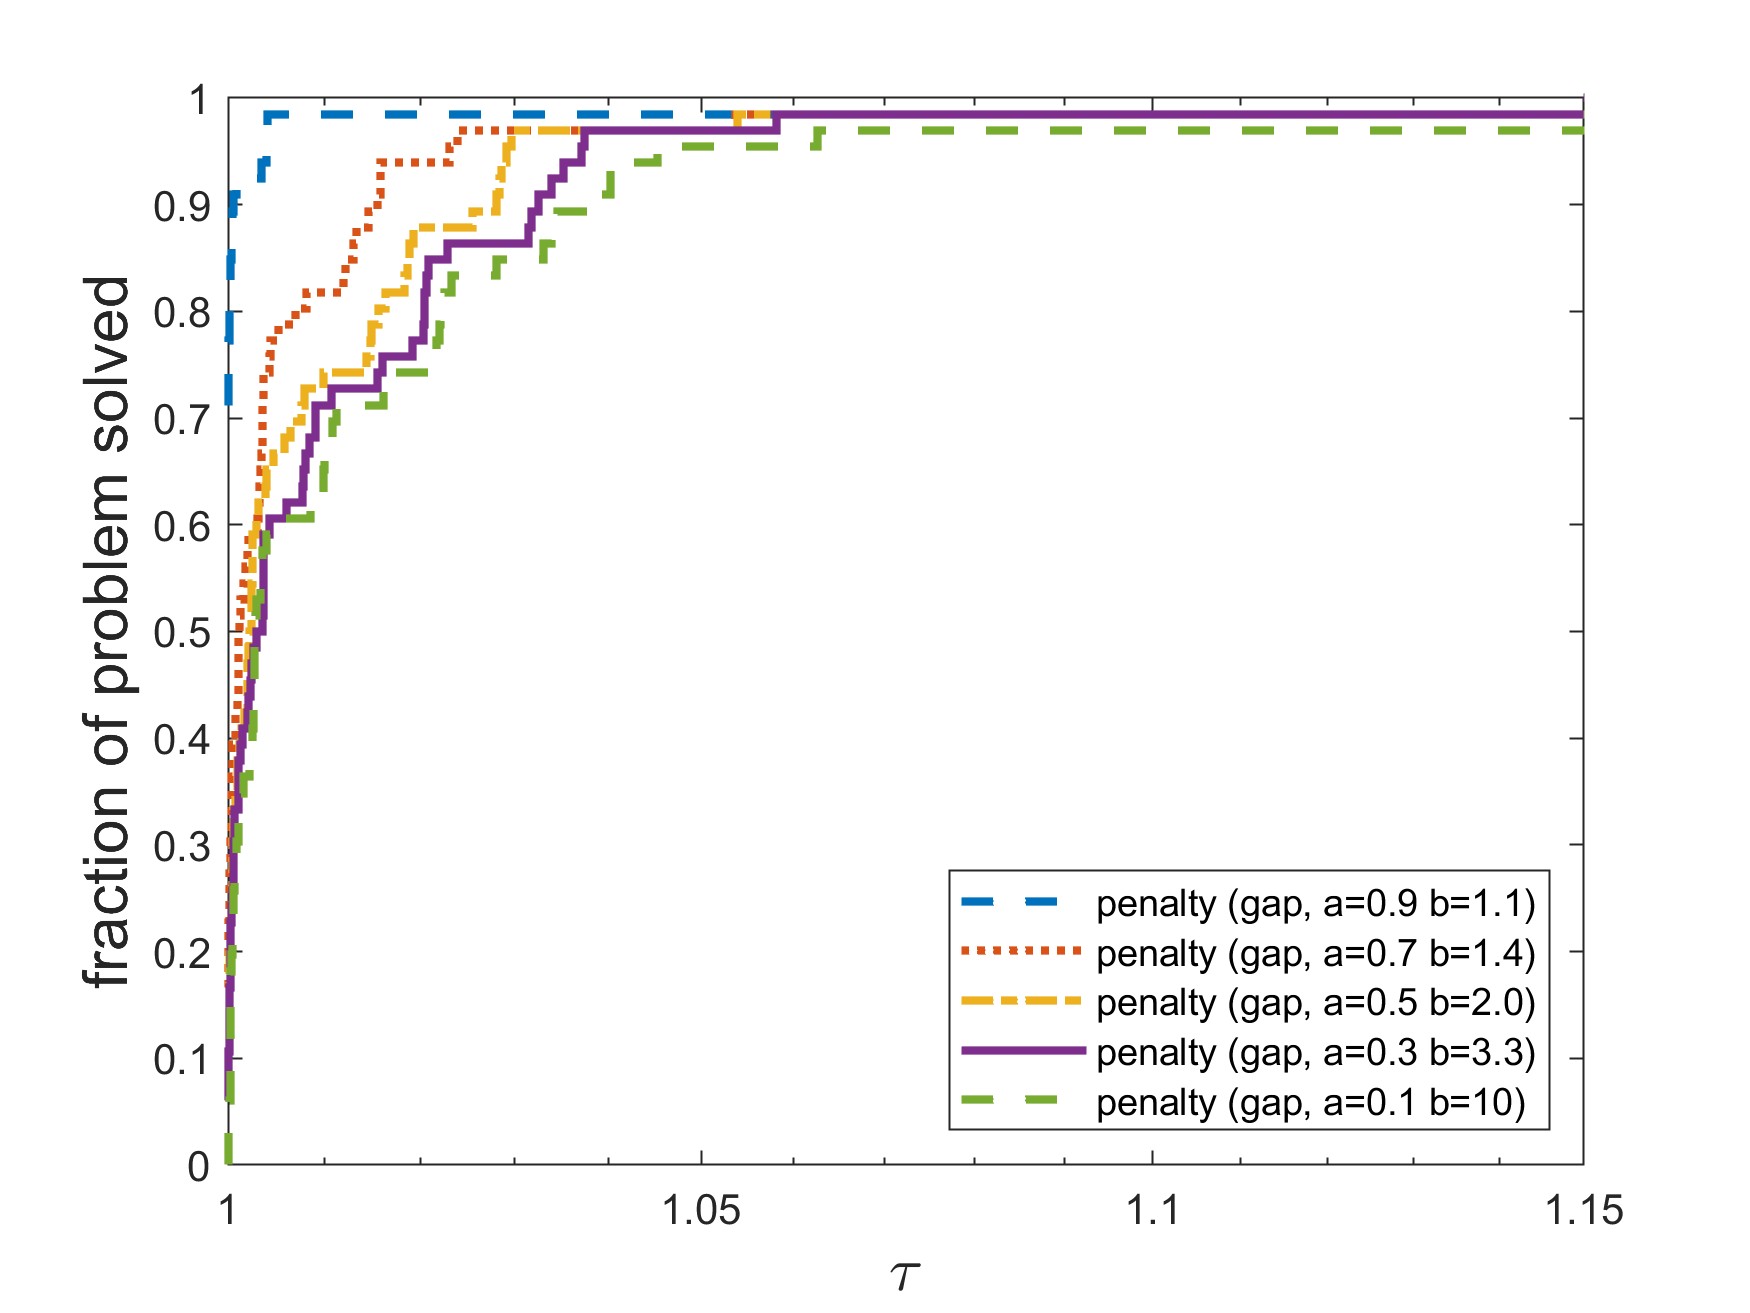 fraction of problem solved
1
0.9
0.8
0.7
0.6
0.5
0.4
0.3
0.2
0.1
0
1
1.05
1.1
1.15
τ
penalty (gap, a=0.9 b=1.1)
penalty (gap, a=0.7 b=1.4)
penalty (gap, a=0.5 b=2.0)
penalty (gap, a=0.3 b=3.3)
penalty (gap, a=0.1 b=10)